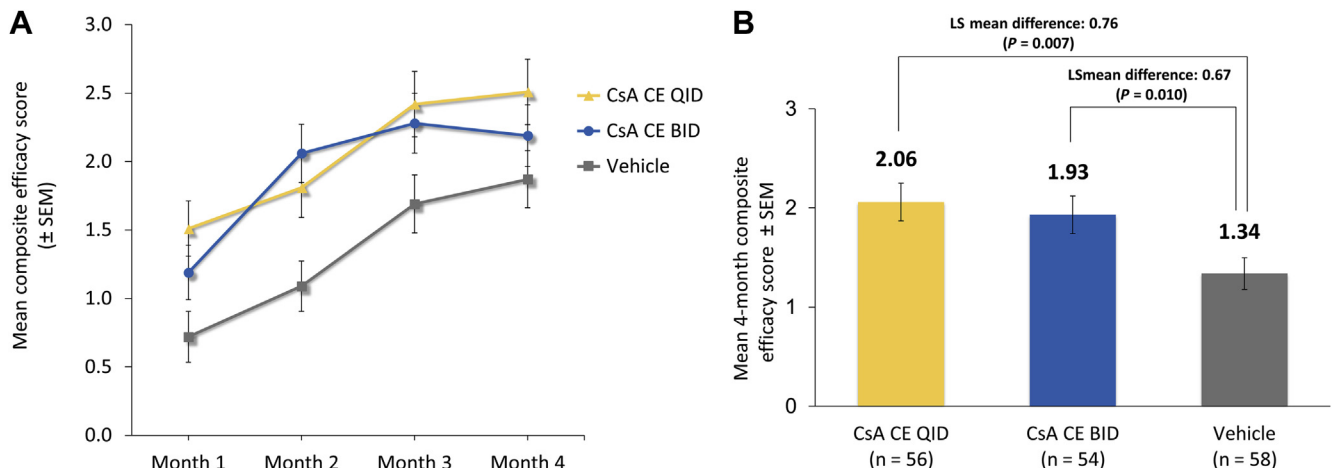 A
Mean composite efficacy score
(± SEM)
3.0
2.5
2.0
1.5
1.0
0.5
0.0
Month 1
Month 2
Month 3
Month 4
CsA CE QID
CsA CE BID
Vehicle
B
LS mean difference: 0.76
(P = 0.007)
LSmean difference: 0.67
(P = 0.010)
Mean 4-month composite
efficacy score ± SEM
3
2
1
0
2.06
1.93
1.34
CsA CE QID
(n = 56)
CsA CE BID
(n = 54)
Vehicle
(n = 58)